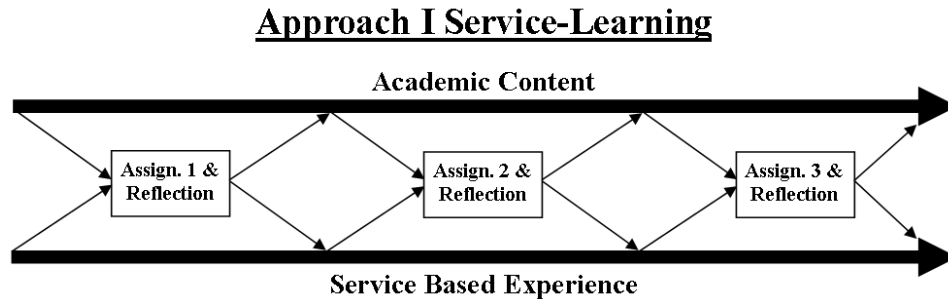 Approach I Service-Learning
Academic Content
Assign. 1 &
Reflection
Assign. 2 &
Reflection
Assign. 3 &
Reflection
Service Based Experience